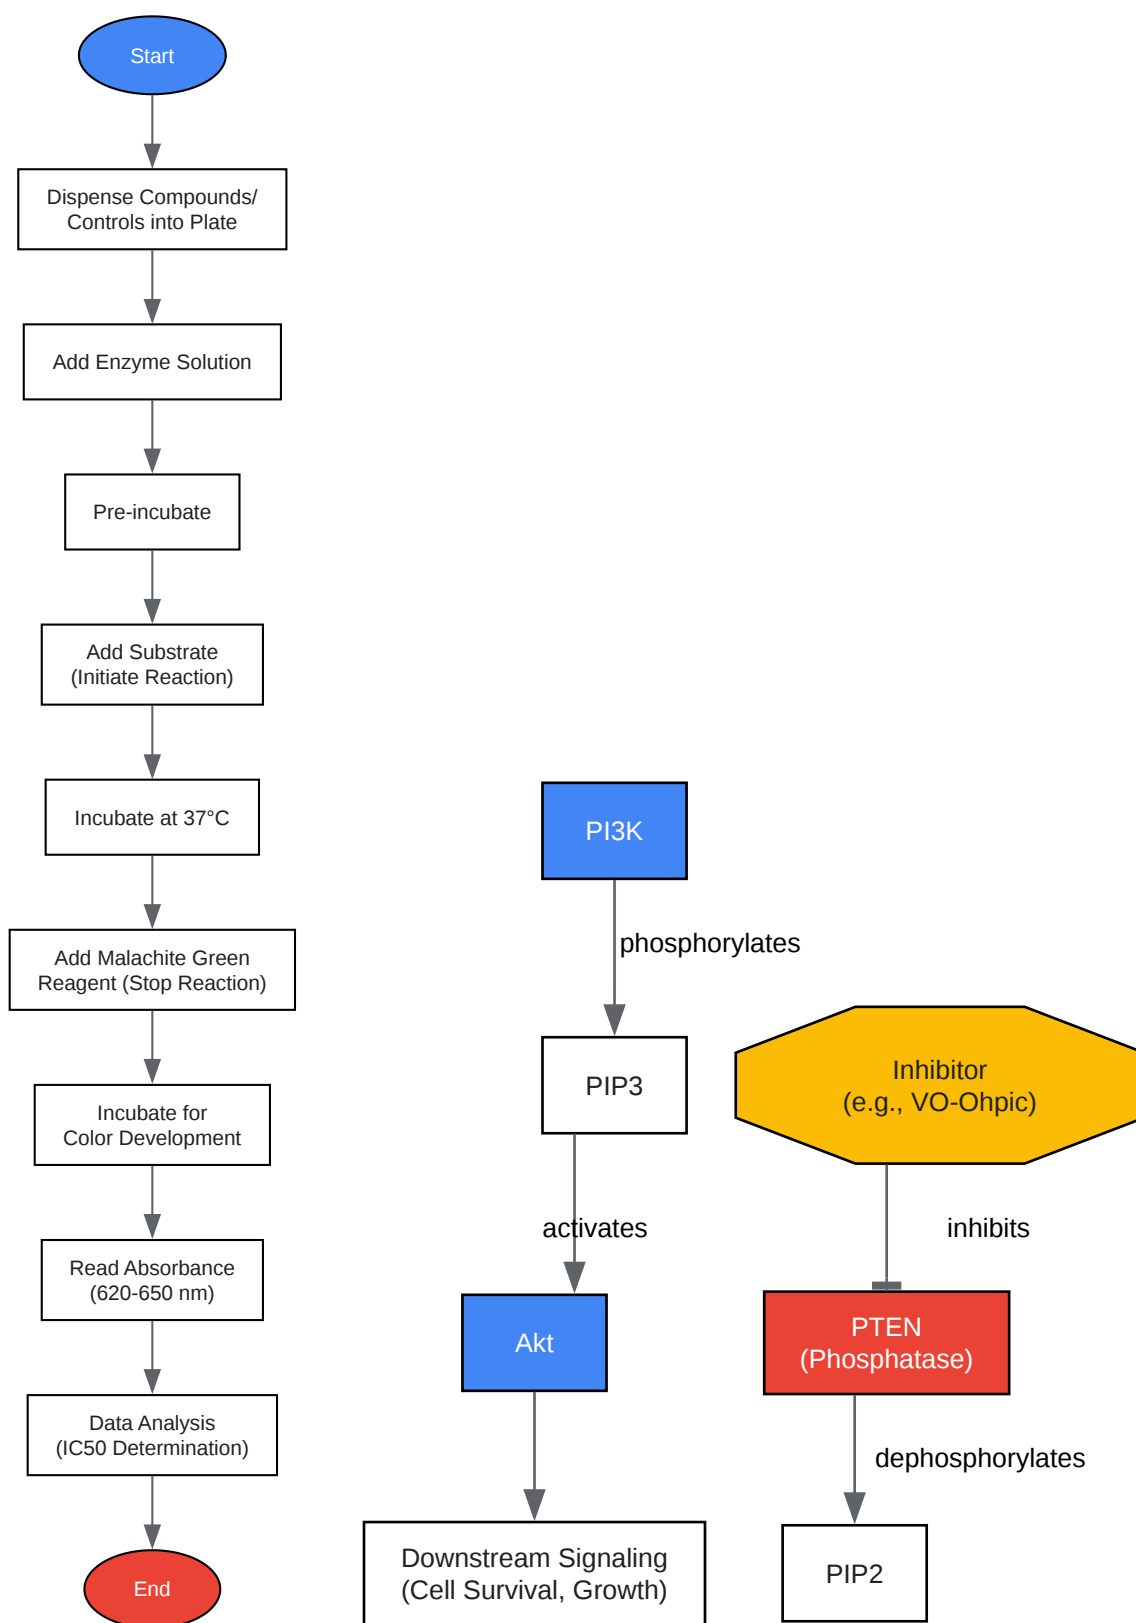 Start
Dispense Compounds/
Controls into Plate
Add Enzyme Solution
Pre-incubate
Add Substrate
(Initiate Reaction)
Incubate at 37°C
Add Malachite Green
Reagent (Stop Reaction)
Incubate for
Color Development
Read Absorbance
(620-650 nm)
Data Analysis
(IC50 Determination)
End
PI3K
phosphorylates
PIP3
activates
Akt
Downstream Signaling
(Cell Survival, Growth)
Inhibitor
(e.g., VO-Ohpic)
inhibits
PTEN
(Phosphatase)
dephosphorylates
PIP2